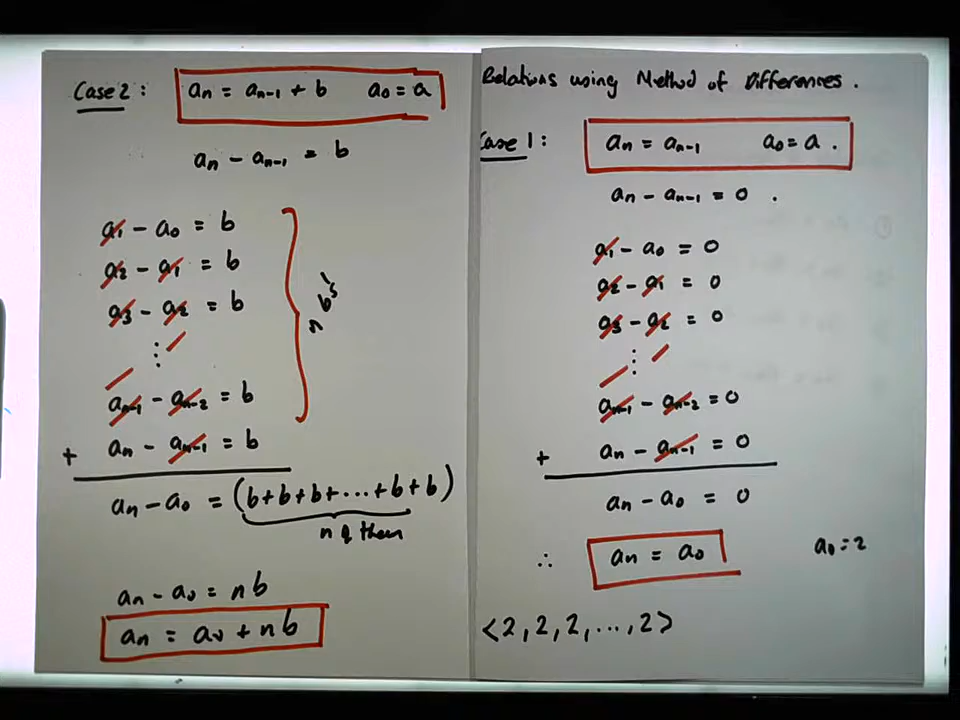 Case 2 : aₙ = aₙ₋₁ + b a₀ = a
aₙ − aₙ₋₁ = b
a₁ − a₀ = b
a₂ − a₁ = b
a₃ − a₂ = b
⋮
aₙ₋₁ − aₙ₋₂ = b
+ aₙ − aₙ₋₁ = b
n b's
aₙ − a₀ = (b+b+b+...+b+b)
n of them
aₙ − a₀ = nb
aₙ = a₀ + nb
Relations using Method of Differences.
Case 1 : aₙ = aₙ₋₁ a₀ = a .
aₙ − aₙ₋₁ = 0 .
a₁ − a₀ = 0
a₂ − a₁ = 0
a₃ − a₂ = 0
⋮
aₙ₋₁ − aₙ₋₂ = 0
+ aₙ − aₙ₋₁ = 0
aₙ − a₀ = 0
∴ aₙ = a₀ a₀ = 2
<2, 2, 2, ..., 2>